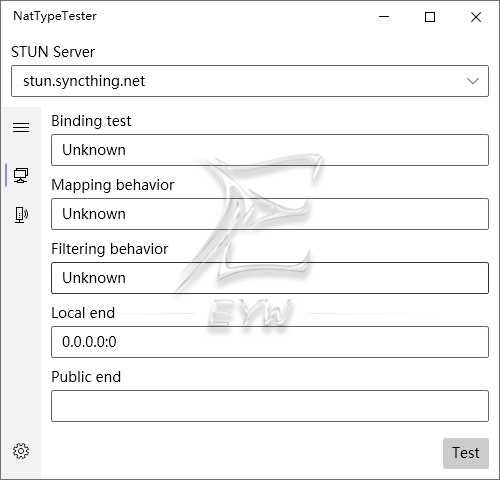 NatTypeTester
STUN Server
stun.syncthing.net
Binding test
Unknown
Mapping behavior
Unknown
Filtering behavior
Unknown
EYW
Local end
0.0.0.0:0
Public end
Test